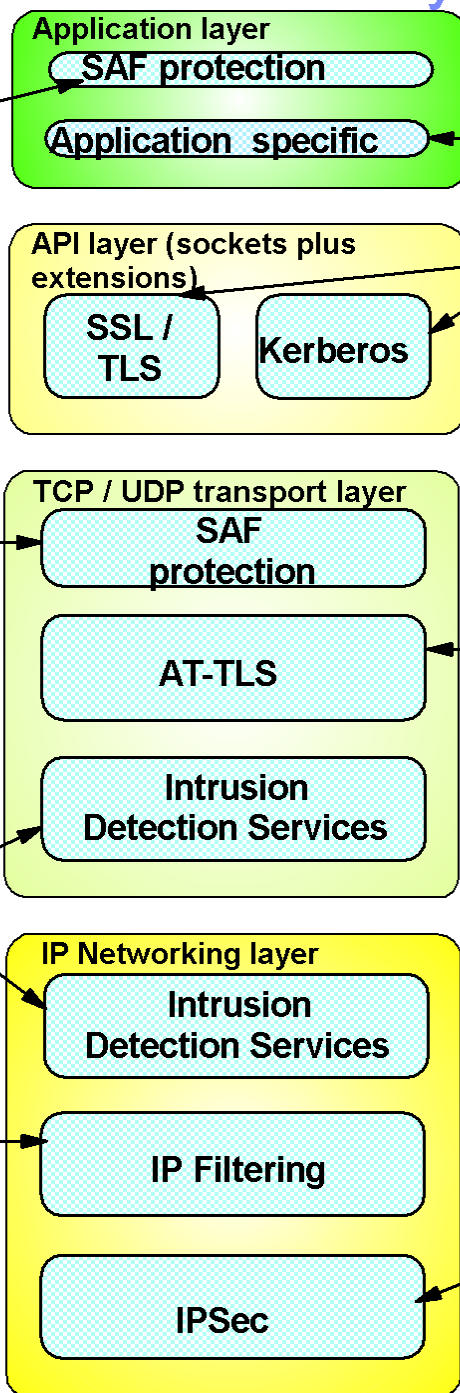 Application layer
SAF protection
Application specific
API layer (sockets plus
extensions)
SSL /
TLS
Kerberos
TCP / UDP transport layer
SAF
protection
AT-TLS
Intrusion
Detection Services
IP Networking layer
Intrusion
Detection Services
IP Filtering
IPSec